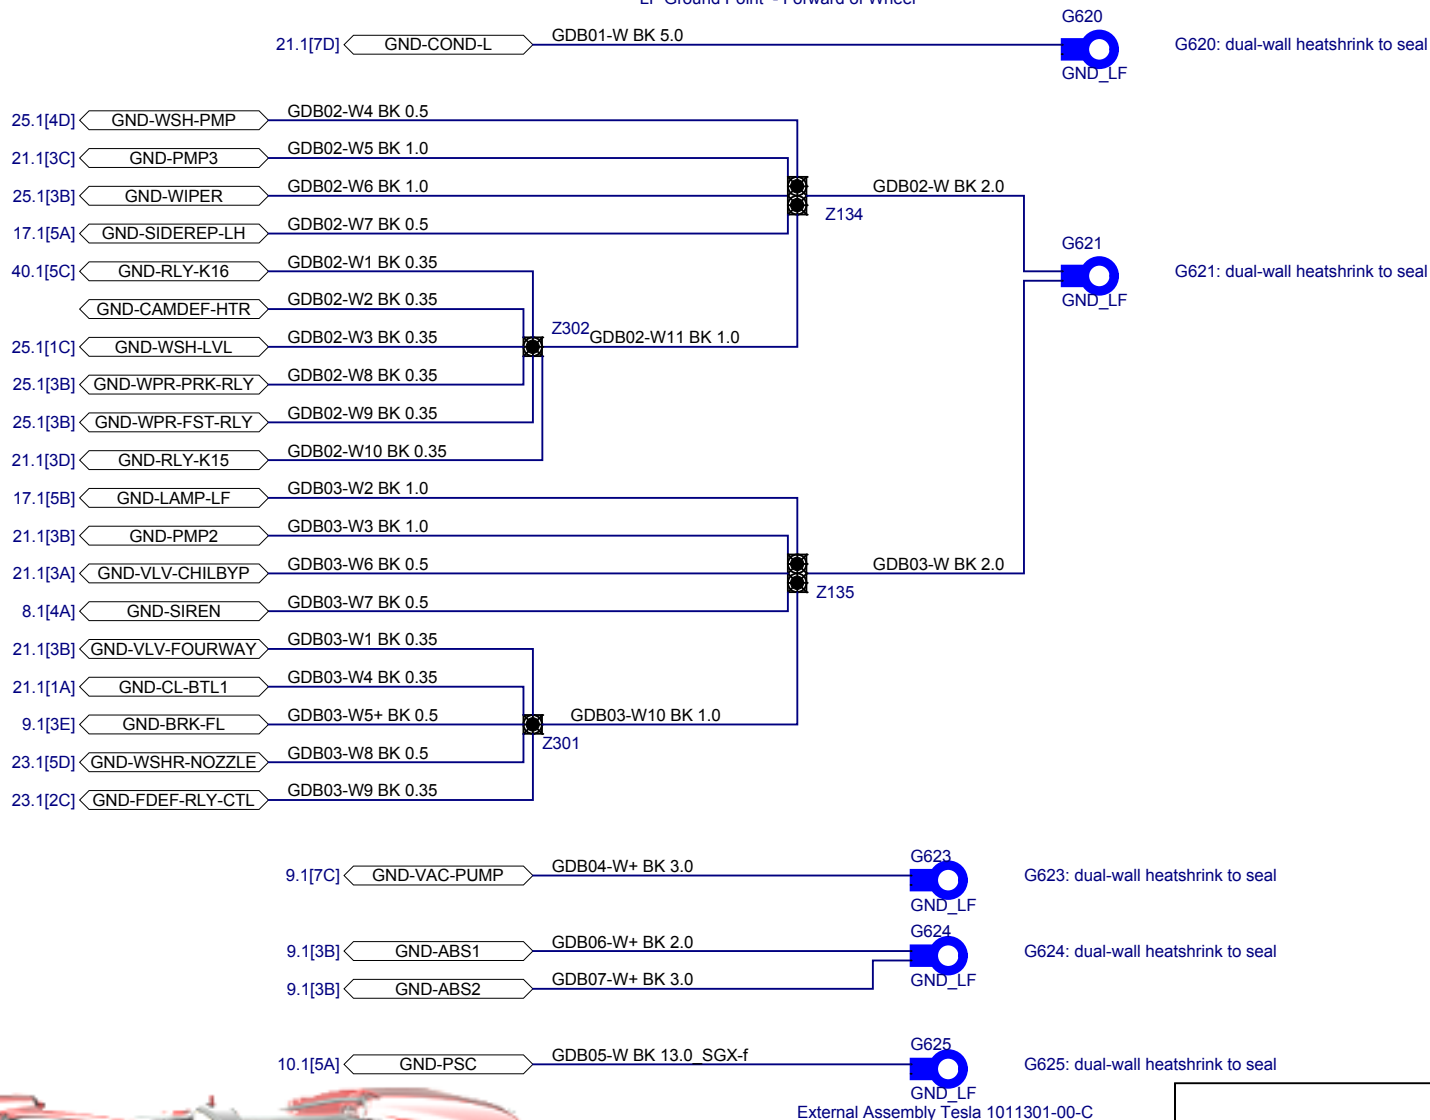 LF Ground Point - Forward of Wheel
G620
21.1[7D] GND-COND-L GDB01-W BK 5.0 G620: dual-wall heatshrink to seal
GND_LF
25.1[4D] GND-WSH-PMP GDB02-W4 BK 0.5
21.1[3C] GND-PMP3 GDB02-W5 BK 1.0
25.1[3B] GND-WIPER GDB02-W6 BK 1.0 GDB02-W BK 2.0
Z134
17.1[5A] GND-SIDEREP-LH GDB02-W7 BK 0.5
G621
40.1[5C] GND-RLY-K16 GDB02-W1 BK 0.35 G621: dual-wall heatshrink to seal
GND_LF
GND-CAMDEF-HTR GDB02-W2 BK 0.35
Z302
25.1[1C] GND-WSH-LVL GDB02-W3 BK 0.35 GDB02-W11 BK 1.0
25.1[3B] GND-WPR-PRK-RLY GDB02-W8 BK 0.35
25.1[3B] GND-WPR-FST-RLY GDB02-W9 BK 0.35
21.1[3D] GND-RLY-K15 GDB02-W10 BK 0.35
17.1[5B] GND-LAMP-LF GDB03-W2 BK 1.0
21.1[3B] GND-PMP2 GDB03-W3 BK 1.0
21.1[3A] GND-VLV-CHILBYP GDB03-W6 BK 0.5 GDB03-W BK 2.0
Z135
8.1[4A] GND-SIREN GDB03-W7 BK 0.5
21.1[3B] GND-VLV-FOURWAY GDB03-W1 BK 0.35
21.1[1A] GND-CL-BTL1 GDB03-W4 BK 0.35
9.1[3E] GND-BRK-FL GDB03-W5+ BK 0.5 GDB03-W10 BK 1.0
Z301
23.1[5D] GND-WSHR-NOZZLE GDB03-W8 BK 0.5
23.1[2C] GND-FDEF-RLY-CTL GDB03-W9 BK 0.35
G623
9.1[7C] GND-VAC-PUMP GDB04-W+ BK 3.0 G623: dual-wall heatshrink to seal
GND_LF
G624
9.1[3B] GND-ABS1 GDB06-W+ BK 2.0 G624: dual-wall heatshrink to seal
GND_LF
9.1[3B] GND-ABS2 GDB07-W+ BK 3.0
G625
10.1[5A] GND-PSC GDB05-W BK 13.0_SGX-f G625: dual-wall heatshrink to seal
GND_LF
External Assembly Tesla 1011301-00-C